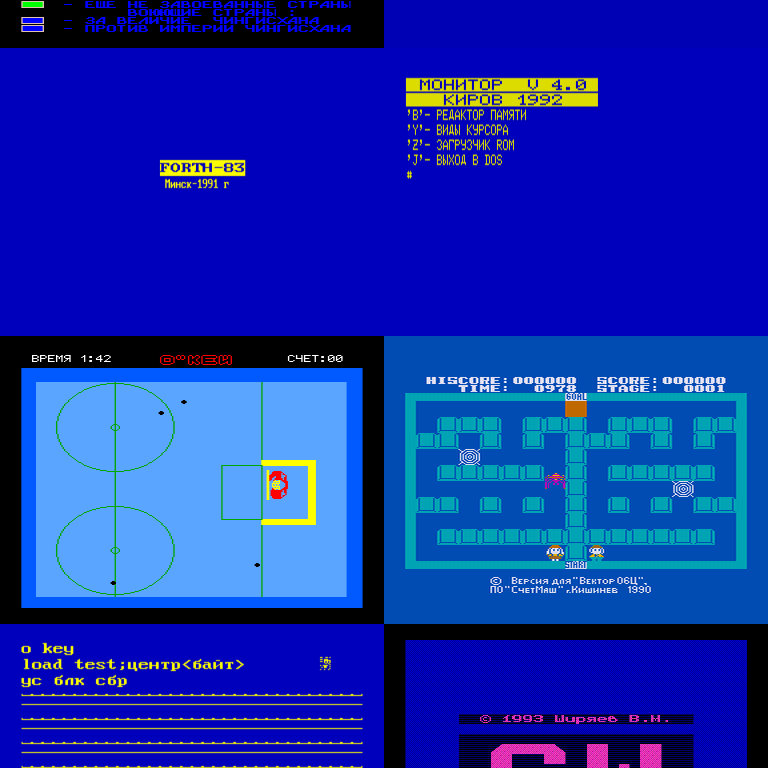 - ЕЩЕ НЕ ЗАВОЕВАННЫЕ СТРАНЫ
ВОЮЮЩИЕ СТРАНЫ :
- ЗА ВЕЛИЧИЕ ЧИНГИСХАНА
- ПРОТИВ ИМПЕРИИ ЧИНГИСХАНА
FORTH-83
Минск-1991 г
МОНИТОР V 4.0
КИРОВ 1992
'B'- РЕДАКТОР ПАМЯТИ
'Y'- ВИДЫ КУРСОРА
'Z'- ЗАГРУЗЧИК ROM
'J'- ВЫХОД В DOS
#
ВРЕМЯ 1:42 О'КЕЙ СЧЕТ:00
HISCORE:000000 SCORE:000000
TIME: 0978 STAGE: 0001
GOAL
START
© Версия для"Вектор 06Ц",
ПО"СчетМаш",г.Кишинев 1990
o key
load test;центр<байт>
ус блк сбр
© 1993 Ширяев В.М.